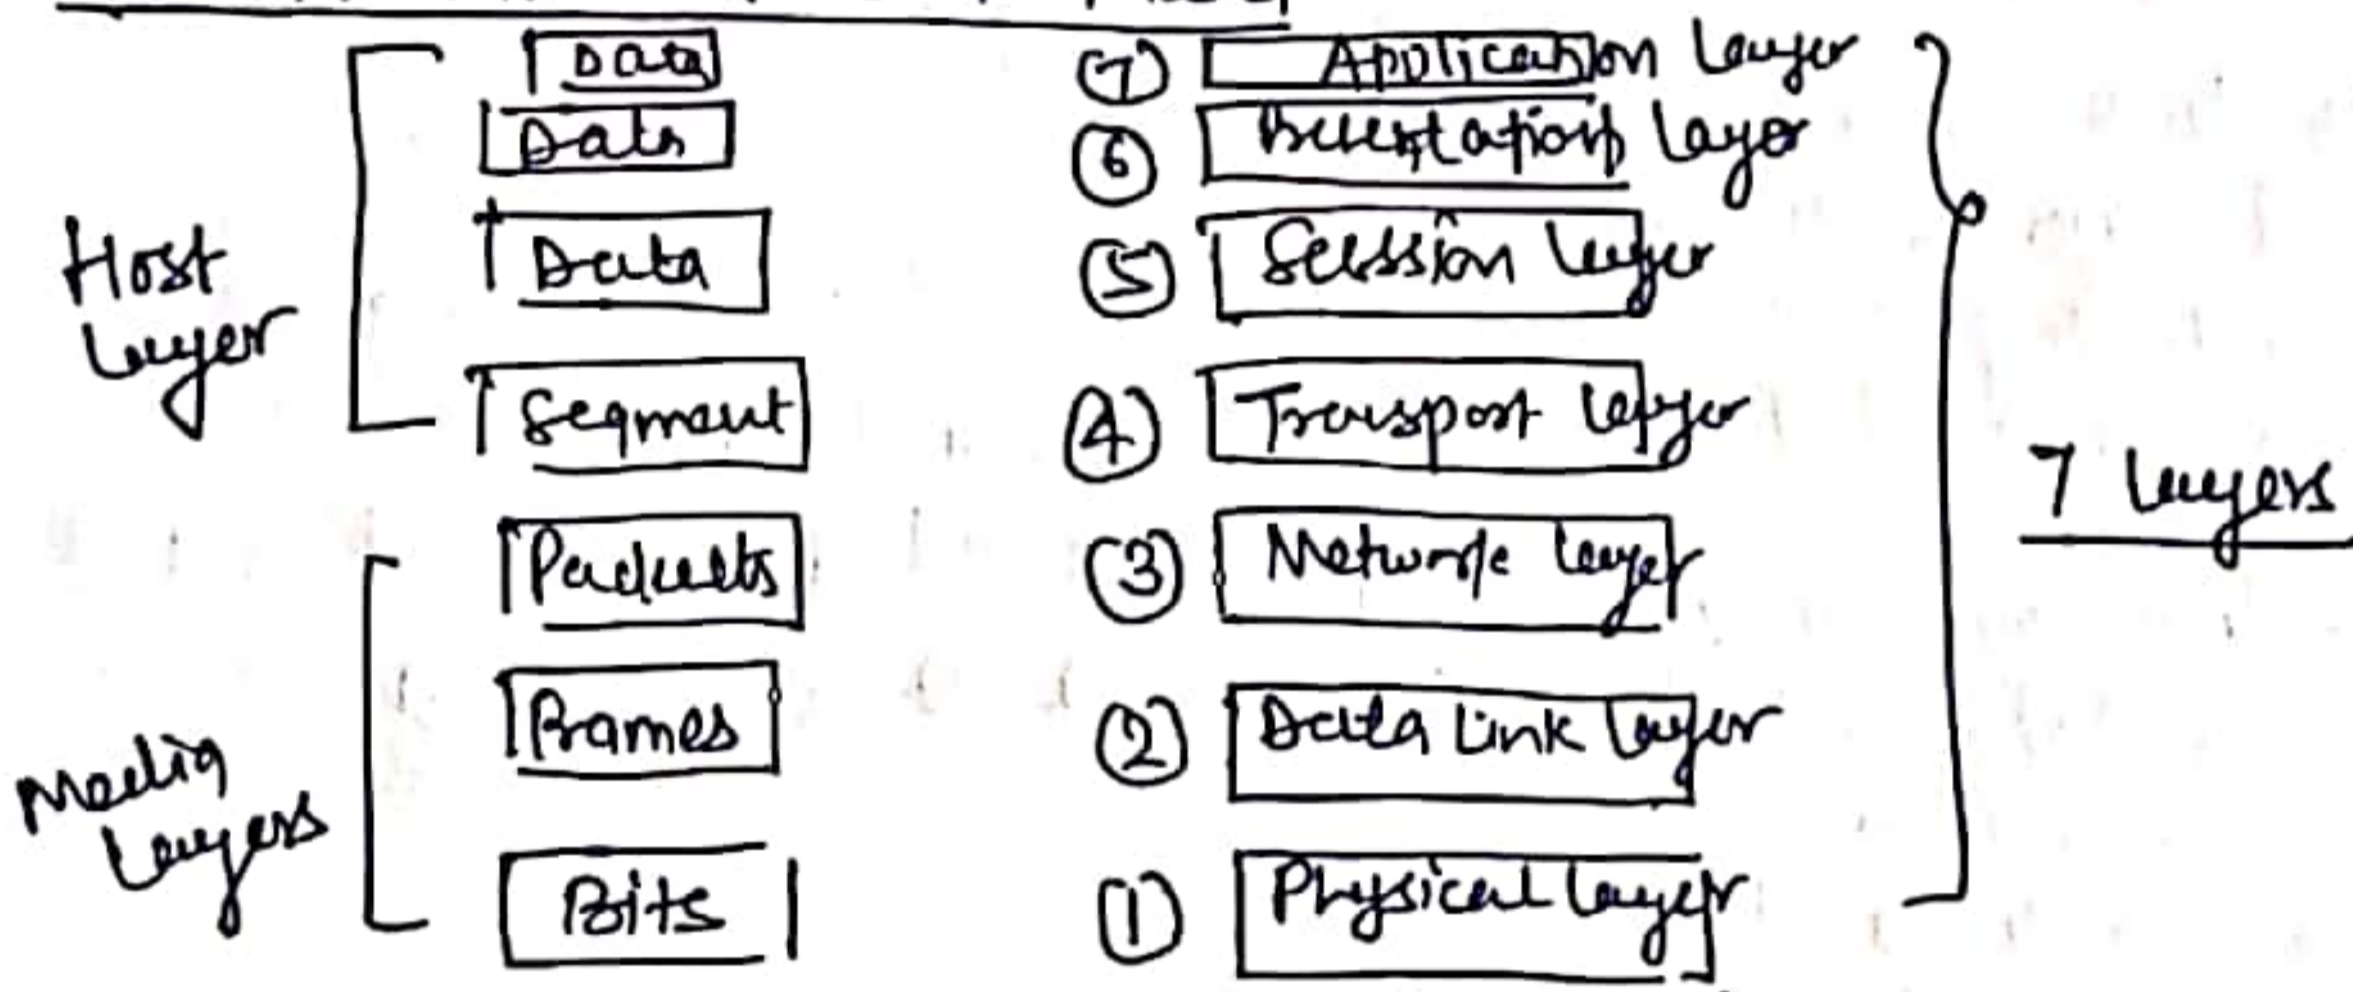 Data ⑦ Application layer
Data ⑥ Presentation layer
Host
layer
Data ⑤ Session layer
Segment ④ Transport layer
7 layers
Packets ③ Network layer
Media
layers
Frames ② Data Link layer
Bits ① Physical layer